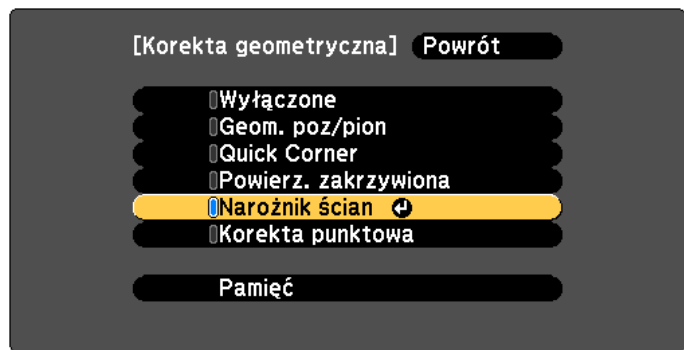 [Korekta geometryczna] Powrót
Wyłączone
Geom. poz/pion
Quick Corner
Powierz. zakrzywiona
Narożnik ścian
Korekta punktowa
Pamięć